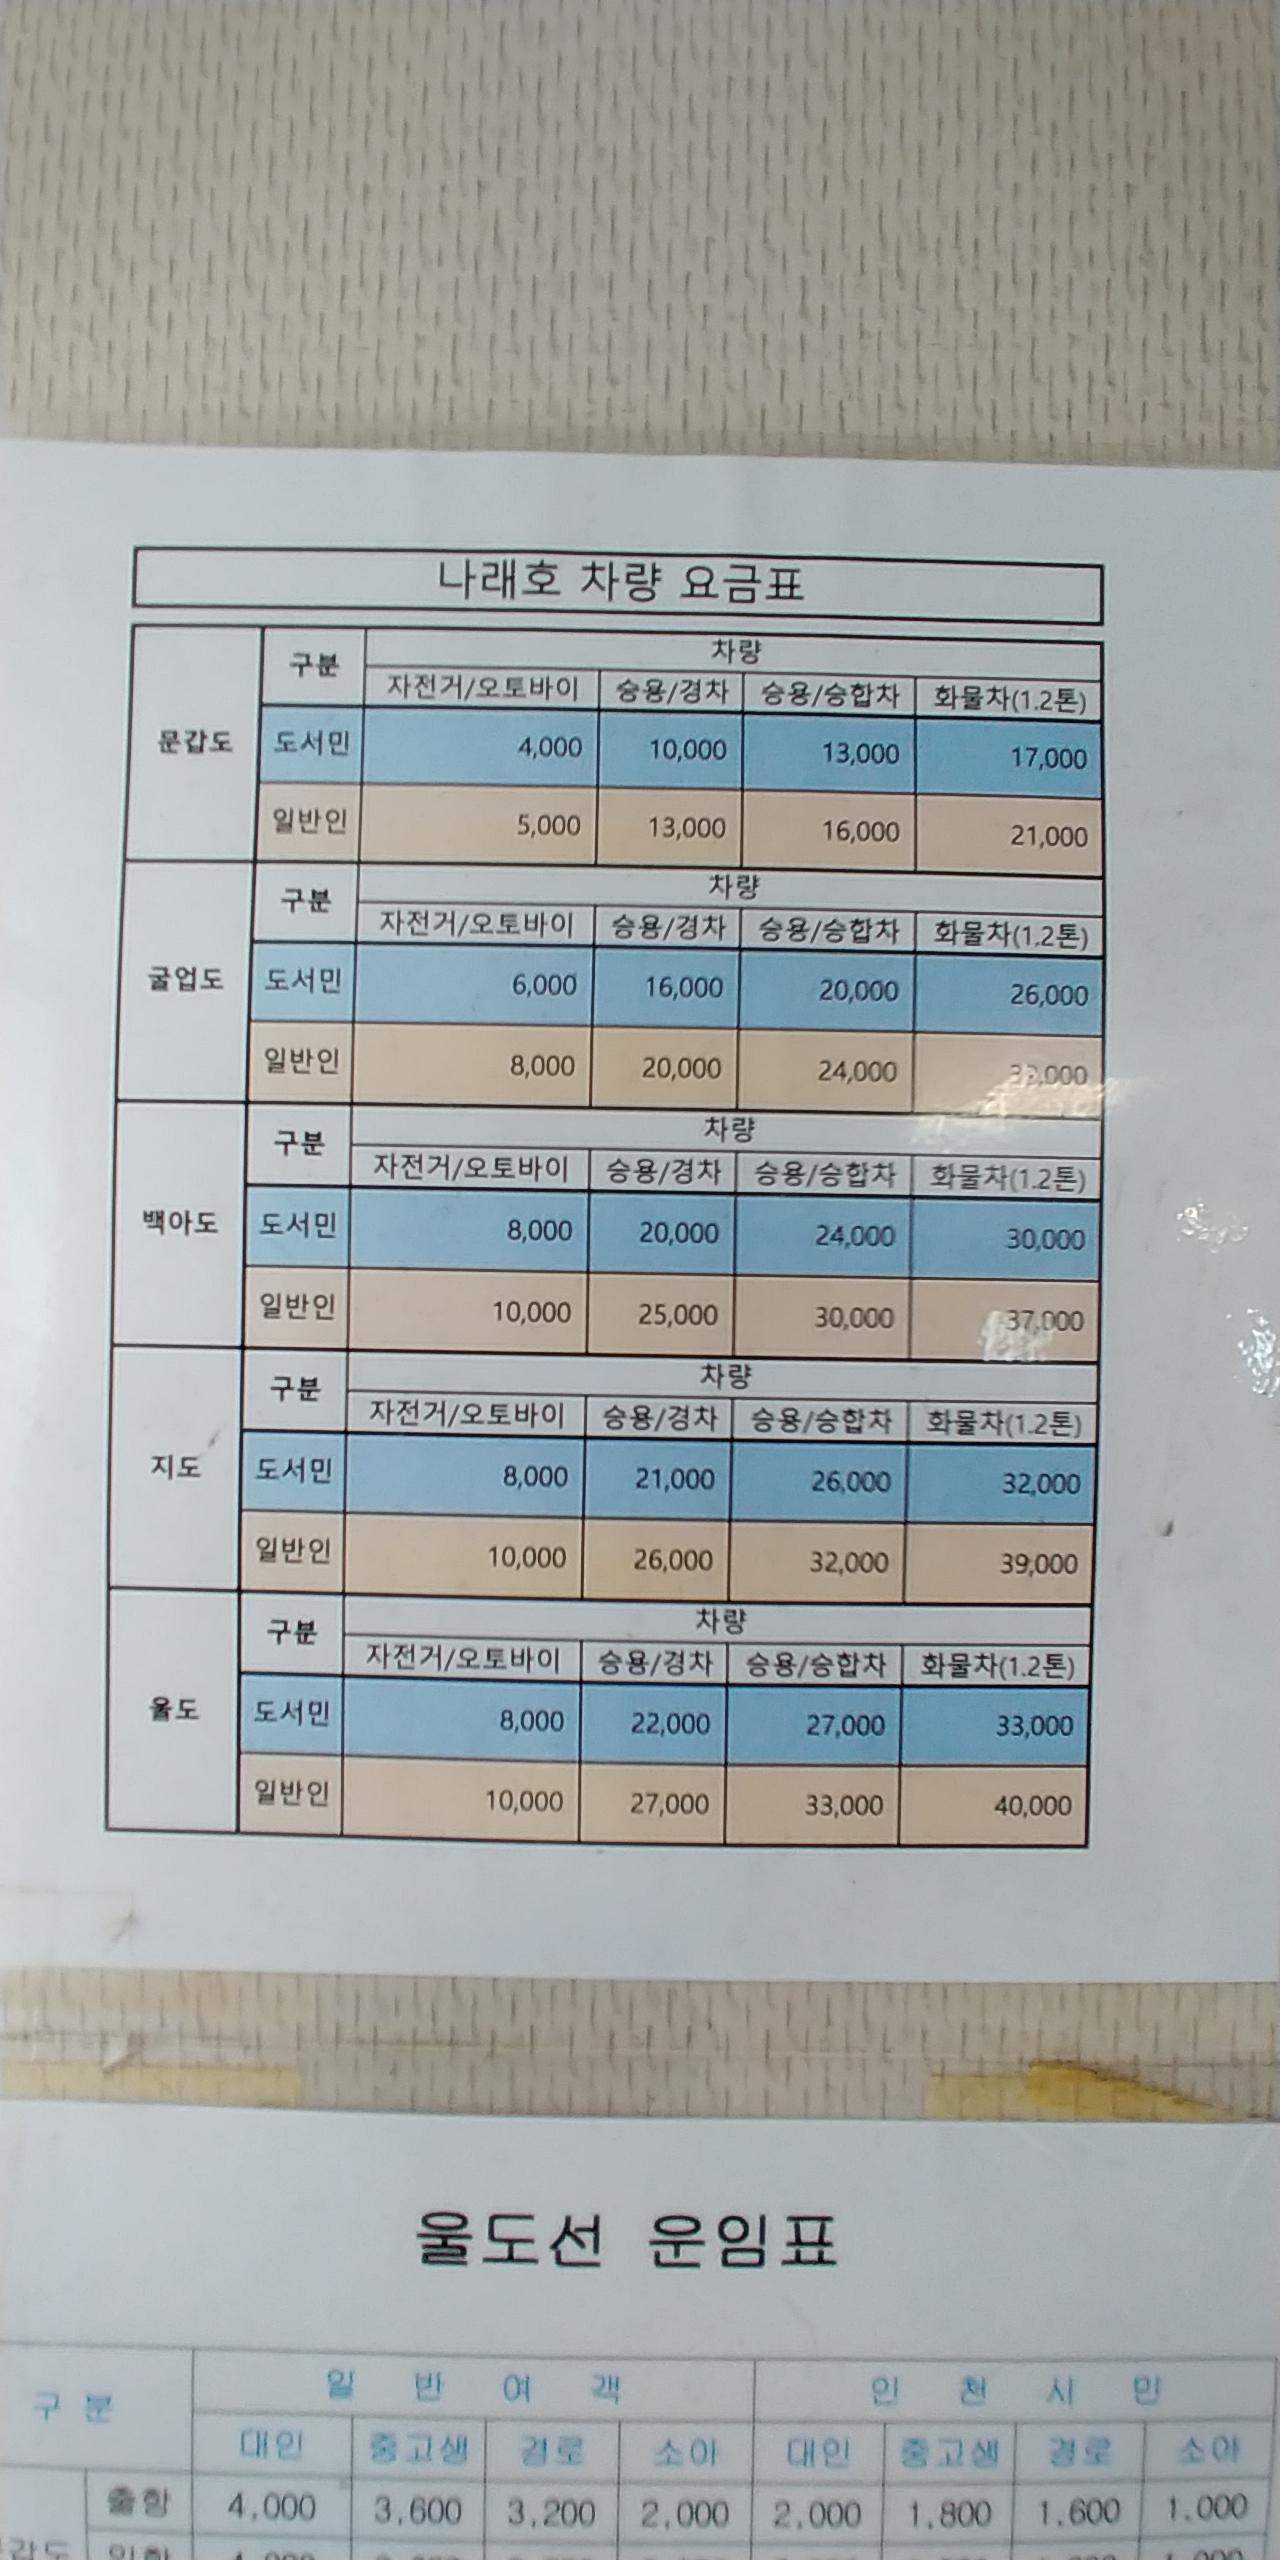 나래호 차량 요금표
문갑도 구분 차량
자전거/오토바이 승용/경차 승용/승합차 화물차(1.2톤)
도서민 4,000 10,000 13,000 17,000
일반인 5,000 13,000 16,000 21,000
굴업도 구분 차량
자전거/오토바이 승용/경차 승용/승합차 화물차(1.2톤)
도서민 6,000 16,000 20,000 26,000
일반인 8,000 20,000 24,000
백아도 구분 차량
자전거/오토바이 승용/경차 승용/승합차 화물차(1.2톤)
도서민 8,000 20,000 24,000 30,000
일반인 10,000 25,000 30,000 37,000
지도 구분 차량
자전거/오토바이 승용/경차 승용/승합차 화물차(1.2톤)
도서민 8,000 21,000 26,000 32,000
일반인 10,000 26,000 32,000 39,000
울도 구분 차량
자전거/오토바이 승용/경차 승용/승합차 화물차(1.2톤)
도서민 8,000 22,000 27,000 33,000
일반인 10,000 27,000 33,000 40,000
울도선 운임표
구 분 일 반 여 객 인 천 시 민
대인 중고생 경로 소아 대인 중고생 경로 소아
출항 4,000 3,600 3,200 2,000 2,000 1,800 1,600 1,000